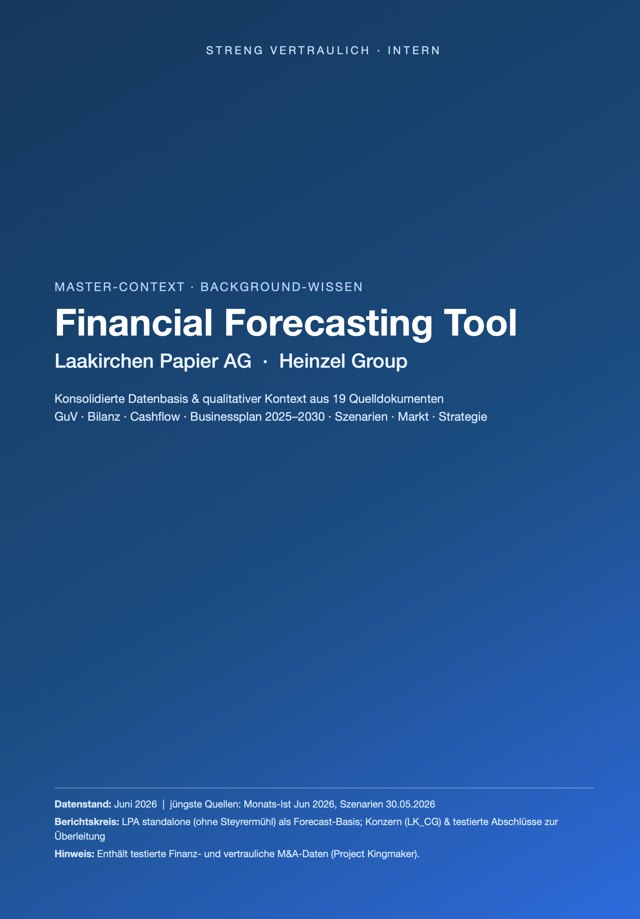 STRENG VERTRAULICH · INTERN
MASTER-CONTEXT · BACKGROUND-WISSEN
Financial Forecasting Tool
Laakirchen Papier AG · Heinzel Group
Konsolidierte Datenbasis & qualitativer Kontext aus 19 Quelldokumenten
GuV · Bilanz · Cashflow · Businessplan 2025–2030 · Szenarien · Markt · Strategie
Datenstand: Juni 2026 | jüngste Quellen: Monats-Ist Jun 2026, Szenarien 30.05.2026
Berichtskreis: LPA standalone (ohne Steyrermühl) als Forecast-Basis; Konzern (LK_CG) & testierte Abschlüsse zur
Überleitung
Hinweis: Enthält testierte Finanz- und vertrauliche M&A-Daten (Project Kingmaker).